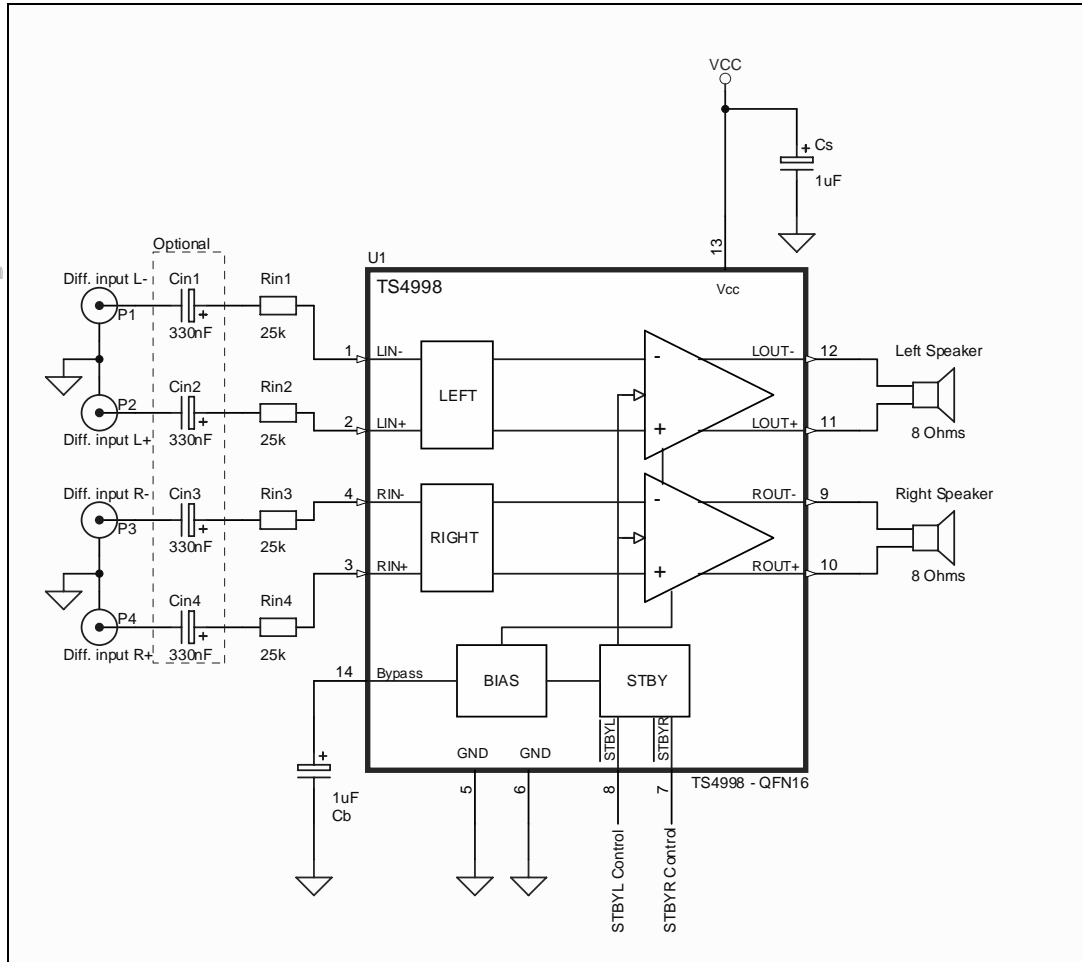 VCC
Cs
1uF
13
Optional
U1
TS4998
Vcc
Diff. input L-
P1
Cin1
330nF
Rin1
25k
1
LIN-
P2
Diff. input L+
Cin2
330nF
Rin2
25k
2
LIN+
LEFT
-
+
LOUT-
12
LOUT+
11
Left Speaker
8 Ohms
Diff. input R-
P3
Cin3
330nF
Rin3
25k
4
RIN-
P4
Diff. input R+
Cin4
330nF
Rin4
25k
3
RIN+
RIGHT
-
+
ROUT-
9
ROUT+
10
Right Speaker
8 Ohms
14
Bypass
BIAS
STBY
STBYL
STBYR
GND
GND
1uF
Cb
5
6
8
7
TS4998 - QFN16
STBYL Control
STBYR Control